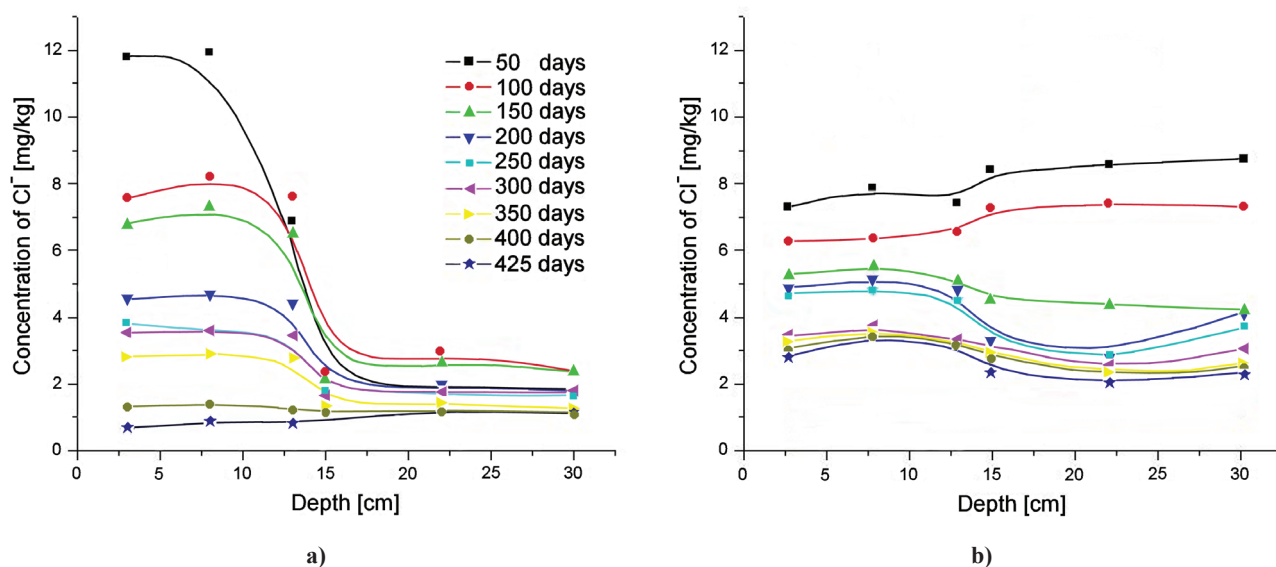 12
10
8
6
4
2
0
Concentration of Cl⁻ [mg/kg]
50 days
100 days
150 days
200 days
250 days
300 days
350 days
400 days
425 days
0 5 10 15 20 25 30
Depth [cm]
a)
12
10
8
6
4
2
0
Concentration of Cl⁻ [mg/kg]
0 5 10 15 20 25 30
Depth [cm]
b)